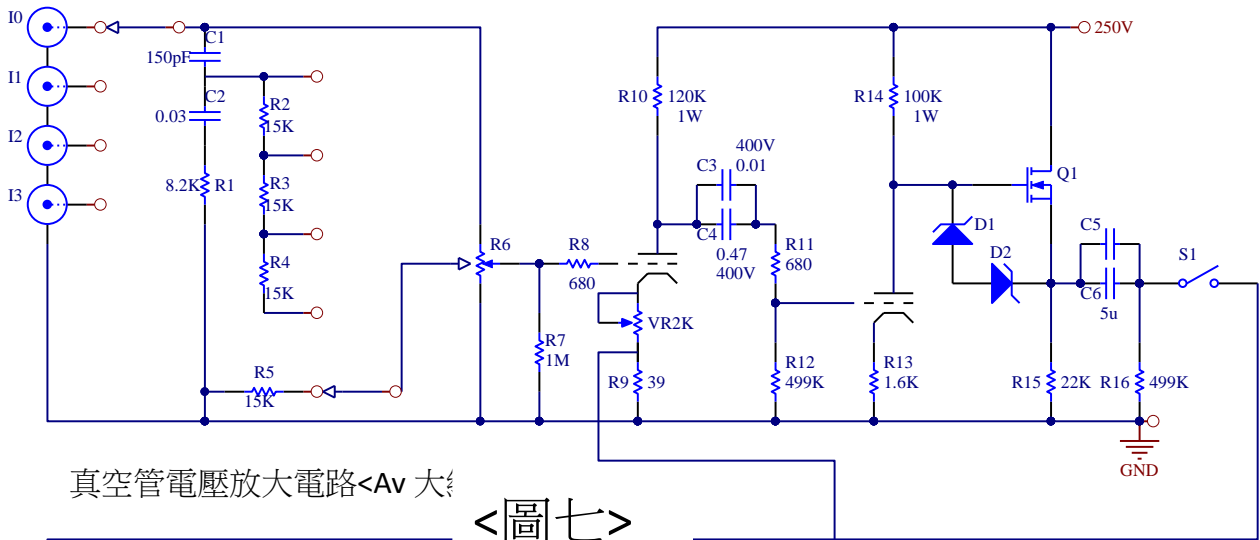 I0
I1
I2
I3
C1
150pF
C2
0.03
8.2K R1
R2
15K
R3
15K
R4
15K
R5
15K
R6
R7
1M
R8
680
R10 120K
1W
VR2K
R9 39
400V
C3 0.01
C4 0.47
400V
R11
680
R12
499K
R14 100K
1W
R13
1.6K
250V
Q1
D1
D2
C5
C6
5u
S1
R15 22K
R16 499K
GND
真空管電壓放大電路<Av 大
<圖七>